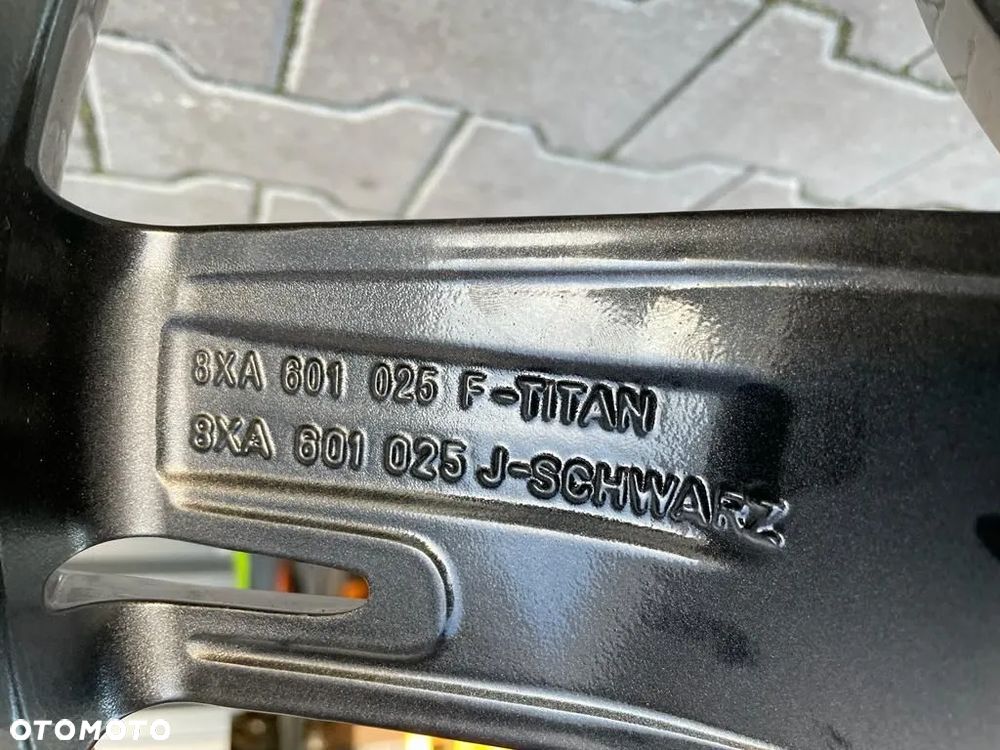 8XA 601 025 F-TITAN
8XA 601 025 J-SCHWARZ
OTOMOTO